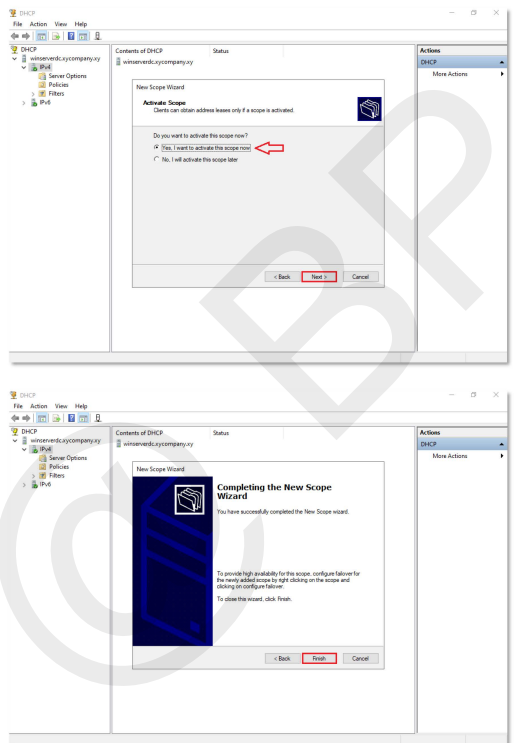 DHCP
File Action View Help
DHCP
winserverdc.xycompany.xy
IPv4
Server Options
Policies
Filters
IPv6
Contents of DHCP Status
winserverdc.xycompany.xy
Actions
DHCP
More Actions
New Scope Wizard
Activate Scope
Clients can obtain address leases only if a scope is activated.
Do you want to activate this scope now?
Yes, I want to activate this scope now
No, I will activate this scope later
< Back Next > Cancel
DHCP
File Action View Help
DHCP
winserverdc.xycompany.xy
IPv4
Server Options
Policies
Filters
IPv6
Contents of DHCP Status
winserverdc.xycompany.xy
Actions
DHCP
More Actions
New Scope Wizard
Completing the New Scope
Wizard
You have successfully completed the New Scope wizard.
To provide high availability for this scope, configure failover for
the newly added scope by right clicking on the scope and
clicking on configure failover.
To close this wizard, click Finish.
< Back Finish Cancel
@BP